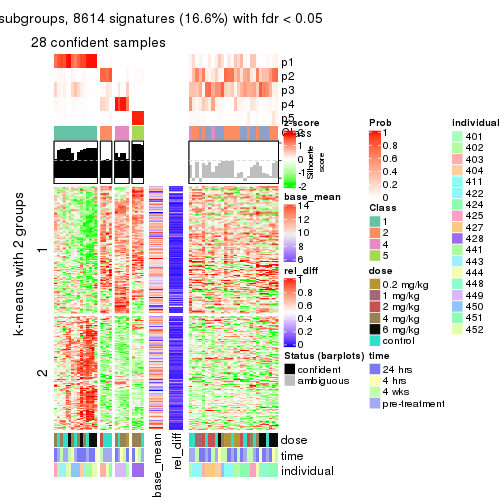 subgroups, 8614 signatures (16.6%) with fdr < 0.05
28 confident samples
p1
p2
p3
p4
p5
Class
Silhouette
score
k-means with 2 groups
1
2
base_mean
rel_diff
dose
time
individual
z-score
2
1
0
-1
-2
base_mean
14
12
10
8
6
rel_diff
1
0.8
0.6
0.4
0.2
0
Status (barplots)
confident
ambiguous
Prob
1
0.8
0.6
0.4
0.2
0
Class
1
2
4
5
dose
0.2 mg/kg
1 mg/kg
2 mg/kg
4 mg/kg
6 mg/kg
control
time
24 hrs
4 hrs
4 wks
pre-treatment
individual
401
402
403
404
411
422
424
425
427
428
441
443
444
448
449
450
451
452